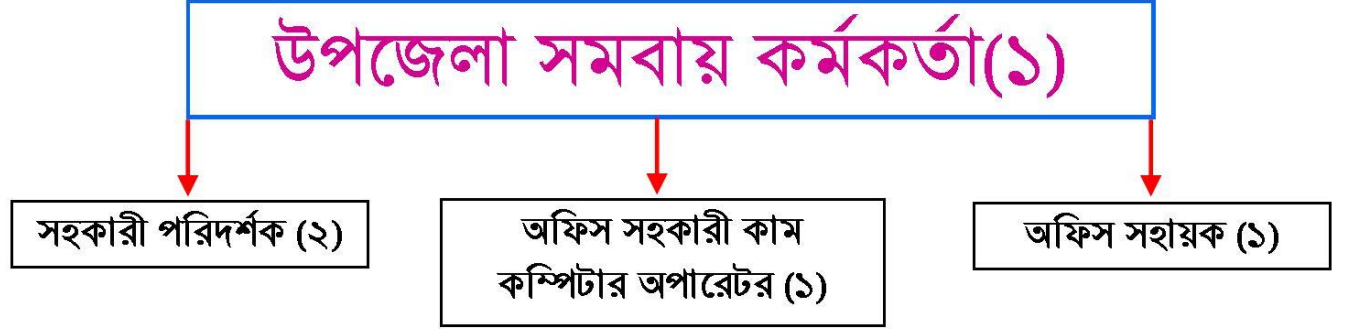 উপজেলা সমবায় কর্মকর্তা(১)
সহকারী পরিদর্শক (২)
অফিস সহকারী কাম
কম্পিটার অপারেটর (১)
অফিস সহায়ক (১)